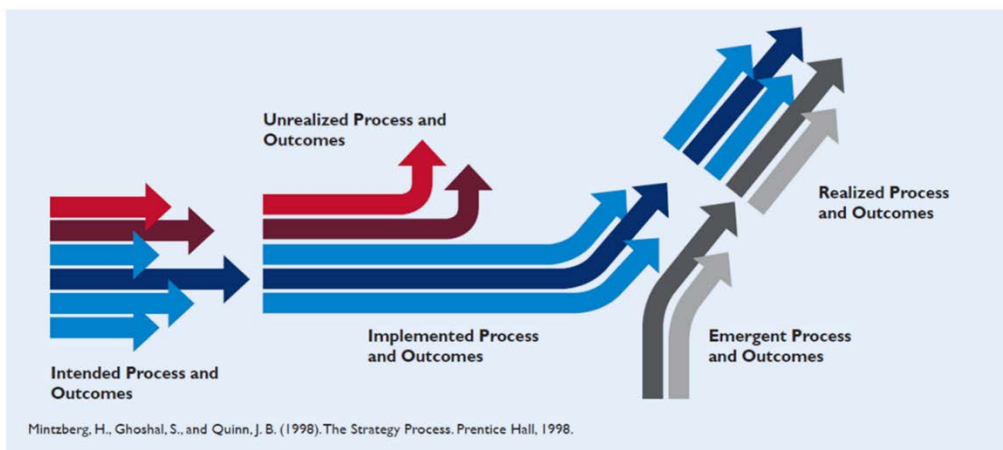 Unrealized Process and
Outcomes
Realized Process
and Outcomes
Implemented Process
and Outcomes
Emergent Process
and Outcomes
Intended Process and
Outcomes
Mintzberg, H., Ghoshal, S., and Quinn, J. B. (1998). The Strategy Process. Prentice Hall, 1998.